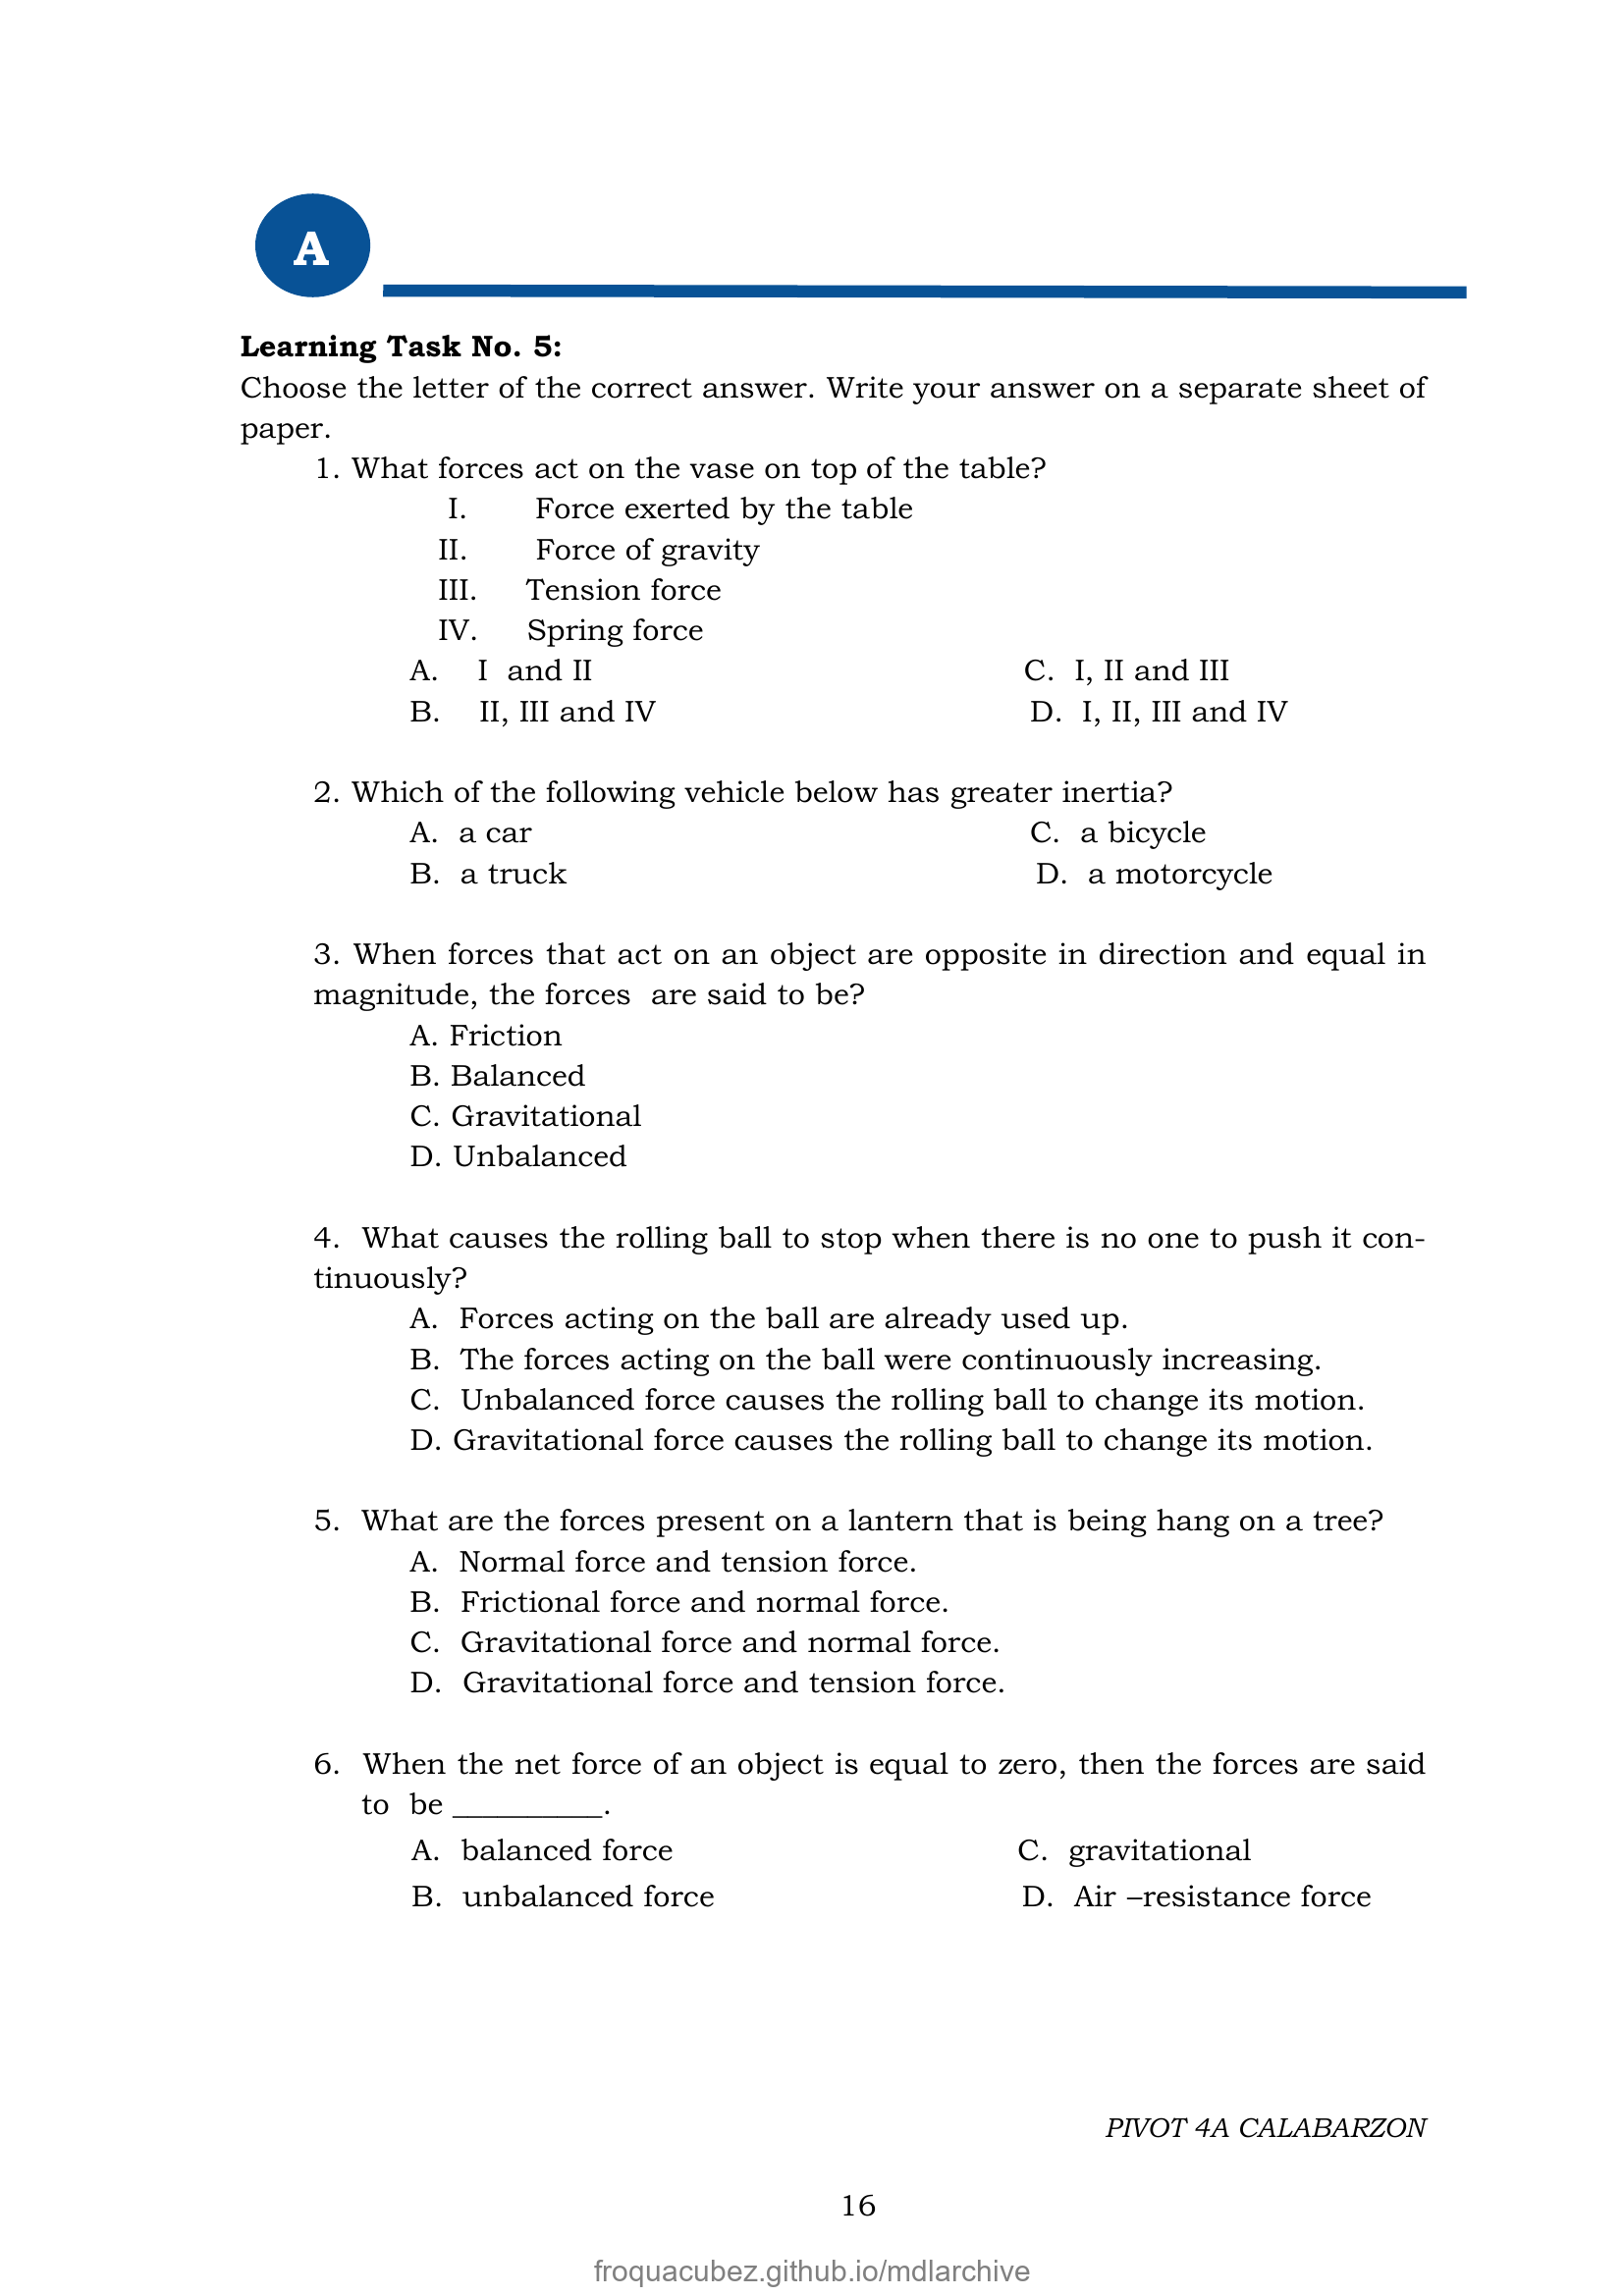 A
Learning Task No. 5:
Choose the letter of the correct answer. Write your answer on a separate sheet of
paper.
1. What forces act on the vase on top of the table?
I. Force exerted by the table
II. Force of gravity
III. Tension force
IV. Spring force
A. I and II C. I, II and III
B. II, III and IV D. I, II, III and IV
2. Which of the following vehicle below has greater inertia?
A. a car C. a bicycle
B. a truck D. a motorcycle
3. When forces that act on an object are opposite in direction and equal in
magnitude, the forces are said to be?
A. Friction
B. Balanced
C. Gravitational
D. Unbalanced
4. What causes the rolling ball to stop when there is no one to push it con-
tinuously?
A. Forces acting on the ball are already used up.
B. The forces acting on the ball were continuously increasing.
C. Unbalanced force causes the rolling ball to change its motion.
D. Gravitational force causes the rolling ball to change its motion.
5. What are the forces present on a lantern that is being hang on a tree?
A. Normal force and tension force.
B. Frictional force and normal force.
C. Gravitational force and normal force.
D. Gravitational force and tension force.
6. When the net force of an object is equal to zero, then the forces are said
to be __________.
A. balanced force C. gravitational
B. unbalanced force D. Air –resistance force
PIVOT 4A CALABARZON
16
froquacubez.github.io/mdlarchive